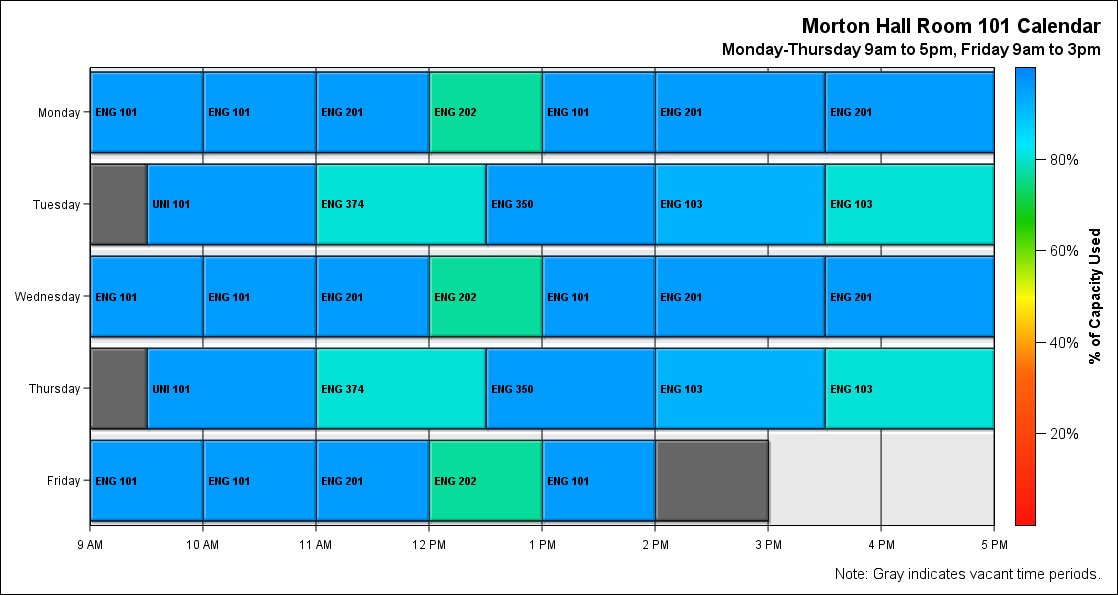 Morton Hall Room 101 Calendar
Monday-Thursday 9am to 5pm, Friday 9am to 3pm
Monday ENG 101 ENG 101 ENG 201 ENG 202 ENG 101 ENG 201 ENG 201
Tuesday UNI 101 ENG 374 ENG 350 ENG 103 ENG 103
Wednesday ENG 101 ENG 101 ENG 201 ENG 202 ENG 101 ENG 201 ENG 201
Thursday UNI 101 ENG 374 ENG 350 ENG 103 ENG 103
Friday ENG 101 ENG 101 ENG 201 ENG 202 ENG 101
9 AM 10 AM 11 AM 12 PM 1 PM 2 PM 3 PM 4 PM 5 PM
80%
60%
40%
20%
% of Capacity Used
Note: Gray indicates vacant time periods.